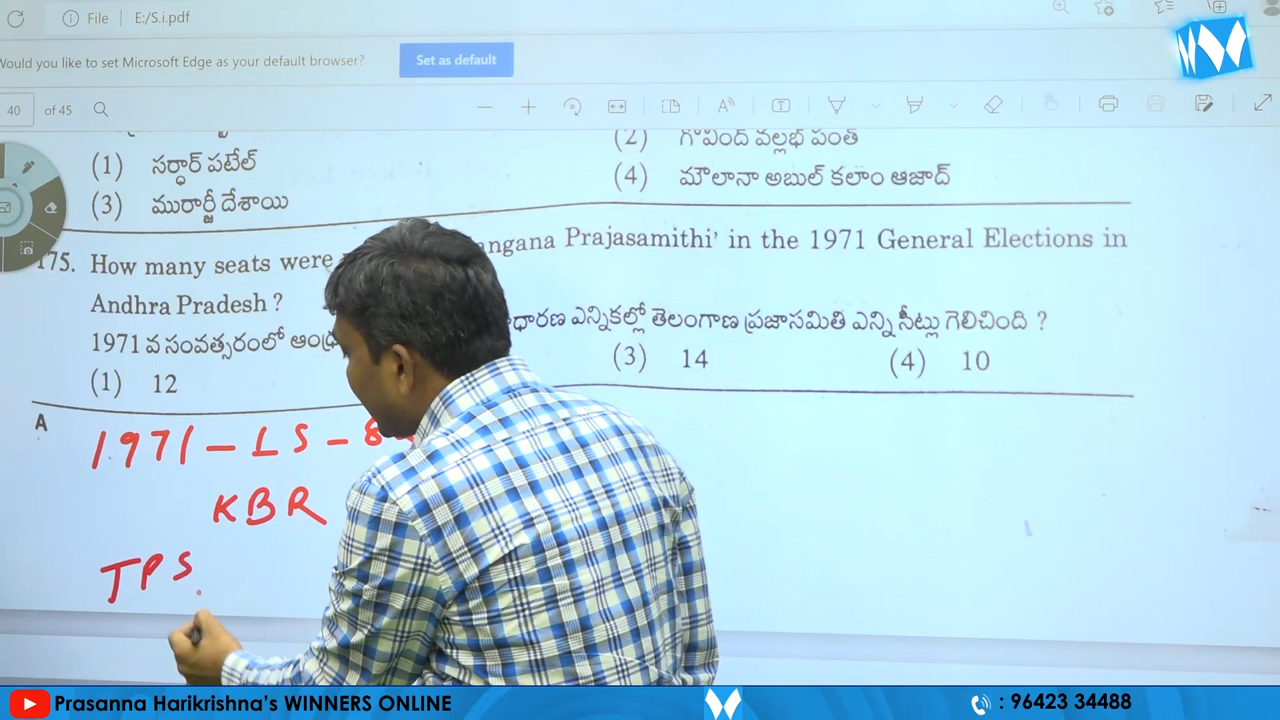 File E:/S.i.pdf
Would you like to set Microsoft Edge as your default browser? Set as default
40 of 45
(1) సర్దార్ పటేల్ (2) గోవింద్ వల్లభ్ పంత్
(3) మురార్జీ దేశాయి (4) మౌలానా అబుల్ కలాం ఆజాద్
175. How many seats were Prajasamithi' in the 1971 General Elections in
Andhra Pradesh ?
1971 వ సంవత్సరంలో ఎన్నికల్లో తెలంగాణ ప్రజాసమితి ఎన్ని సీట్లు గెలిచింది ?
(1) 12 (3) 14 (4) 10
A
1971 - LS - 8
KBR
TPS
Prasanna Harikrishna's WINNERS ONLINE : 96423 34488